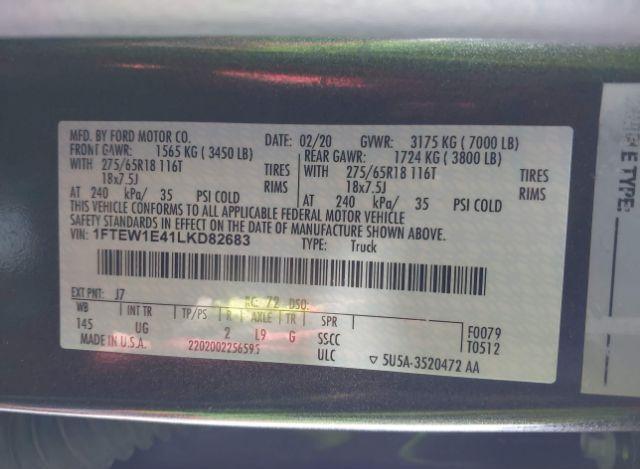 MFD. BY FORD MOTOR CO. DATE: 02/20 GVWR: 3175 KG ( 7000 LB)
FRONT GAWR: 1565 KG ( 3450 LB) REAR GAWR: 1724 KG ( 3800 LB)
WITH 275/65R18 116T TIRES WITH 275/65R18 116T TIRES
18x7.5J RIMS 18x7.5J RIMS
AT 240 kPa/ 35 PSI COLD AT 240 kPa/ 35 PSI COLD
THIS VEHICLE CONFORMS TO ALL APPLICABLE FEDERAL MOTOR VEHICLE
SAFETY STANDARDS IN EFFECT ON THE DATE OF MANUFACTURE SHOWN ABOVE.
VIN: 1FTEW1E41LKD82683 TYPE: Truck
EXT PNT: J7 RC: 72 DSO:
WB INT TR TP/PS R AXLE TR SPR
145 UG 2 L9 G SSCC F0079
T0512
MADE IN U.S.A. 220200225659 ULC ▽ 5U5A-3520472 AA
E TYPE: